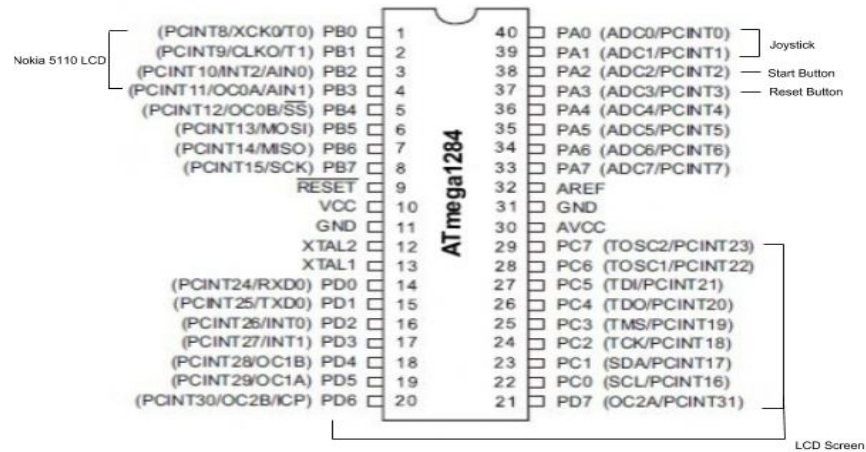 (PCINT8/XCK0/T0) PB0 1 40 PA0 (ADC0/PCINT0)
(PCINT9/CLKO/T1) PB1 2 39 PA1 (ADC1/PCINT1)
Joystick
Nokia 5110 LCD
(PCINT10/INT2/AIN0) PB2 3 38 PA2 (ADC2/PCINT2) Start Button
(PCINT11/OC0A/AIN1) PB3 4 37 PA3 (ADC3/PCINT3) Reset Button
(PCINT12/OC0B/SS) PB4 5 36 PA4 (ADC4/PCINT4)
(PCINT13/MOSI) PB5 6 35 PA5 (ADC5/PCINT5)
(PCINT14/MISO) PB6 7 34 PA6 (ADC6/PCINT6)
(PCINT15/SCK) PB7 8 33 PA7 (ADC7/PCINT7)
RESET 9 32 AREF
VCC 10 31 GND
GND 11 30 AVCC
XTAL2 12 29 PC7 (TOSC2/PCINT23)
XTAL1 13 28 PC6 (TOSC1/PCINT22)
(PCINT24/RXD0) PD0 14 27 PC5 (TDI/PCINT21)
(PCINT25/TXD0) PD1 15 26 PC4 (TDO/PCINT20)
(PCINT26/INT0) PD2 16 25 PC3 (TMS/PCINT19)
(PCINT27/INT1) PD3 17 24 PC2 (TCK/PCINT18)
(PCINT28/OC1B) PD4 18 23 PC1 (SDA/PCINT17)
(PCINT29/OC1A) PD5 19 22 PC0 (SCL/PCINT16)
(PCINT30/OC2B/ICP) PD6 20 21 PD7 (OC2A/PCINT31)
ATmega1284
LCD Screen